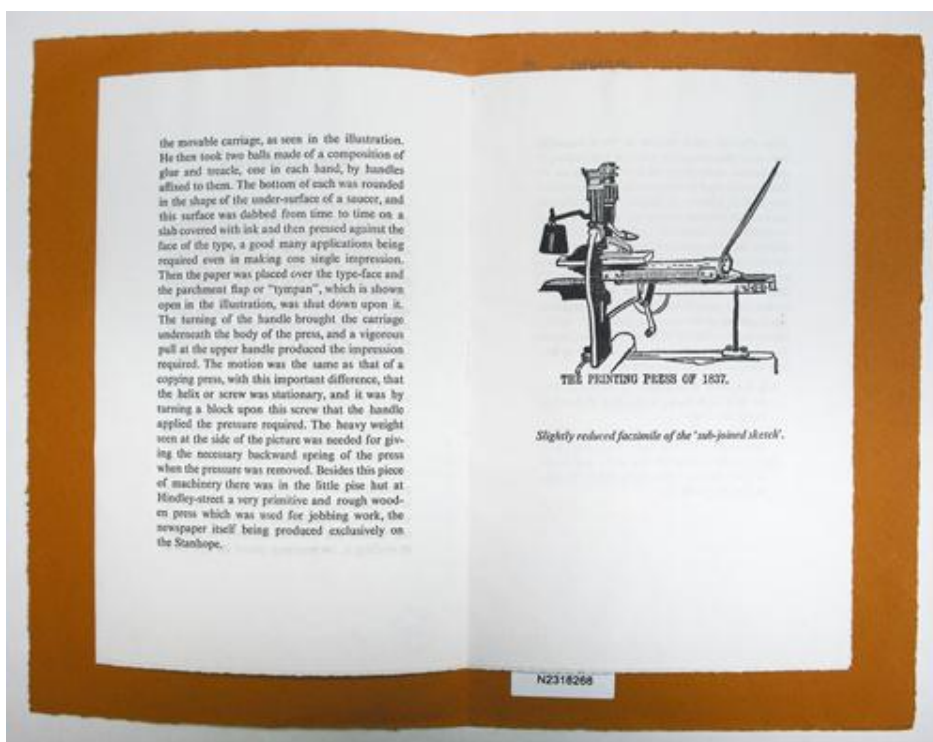 the movable carriage, as seen in the illustration.
He then took two balls made of a composition of
glue and treacle, one in each hand, by handles
affixed to them. The bottom of each was rounded
in the shape of the under-surface of a saucer, and
this surface was dabbed from time to time on a
slab covered with ink and then pressed against the
face of the type, a good many applications being
required even in making one single impression.
Then the paper was placed over the type-face and
the parchment flap or "tympan", which is shown
open in the illustration, was shut down upon it.
The turning of the handle brought the carriage
underneath the body of the press, and a vigorous
pull at the upper handle produced the impression
required. The motion was the same as that of a
copying press, with this important difference, that
the helix or screw was stationary, and it was by
turning a block upon this screw that the handle
applied the pressure required. The heavy weight
seen at the side of the picture was needed for giv-
ing the necessary backward spring of the press
when the pressure was removed. Besides this piece
of machinery there was in the little pise hut at
Hindley-street a very primitive and rough wood-
en press which was used for jobbing work, the
newspaper itself being produced exclusively on
the Stanhope.
THE PRINTING PRESS OF 1837.
Slightly reduced facsimile of the 'sub-joined sketch'.
N2318268